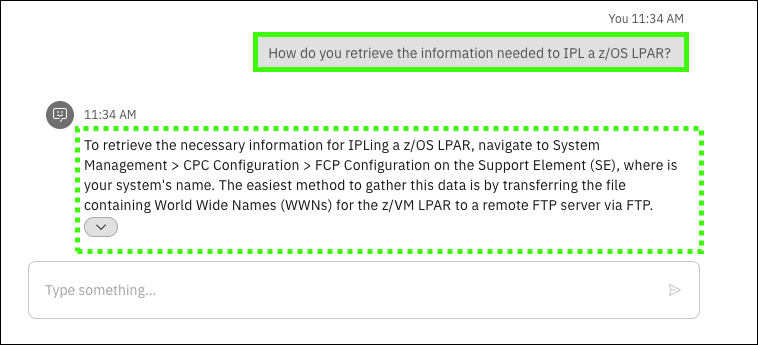 You 11:34 AM
How do you retrieve the information needed to IPL a z/OS LPAR?
11:34 AM
To retrieve the necessary information for IPLing a z/OS LPAR, navigate to System
Management > CPC Configuration > FCP Configuration on the Support Element (SE), where is
your system's name. The easiest method to gather this data is by transferring the file
containing World Wide Names (WWNs) for the z/VM LPAR to a remote FTP server via FTP.
Type something...